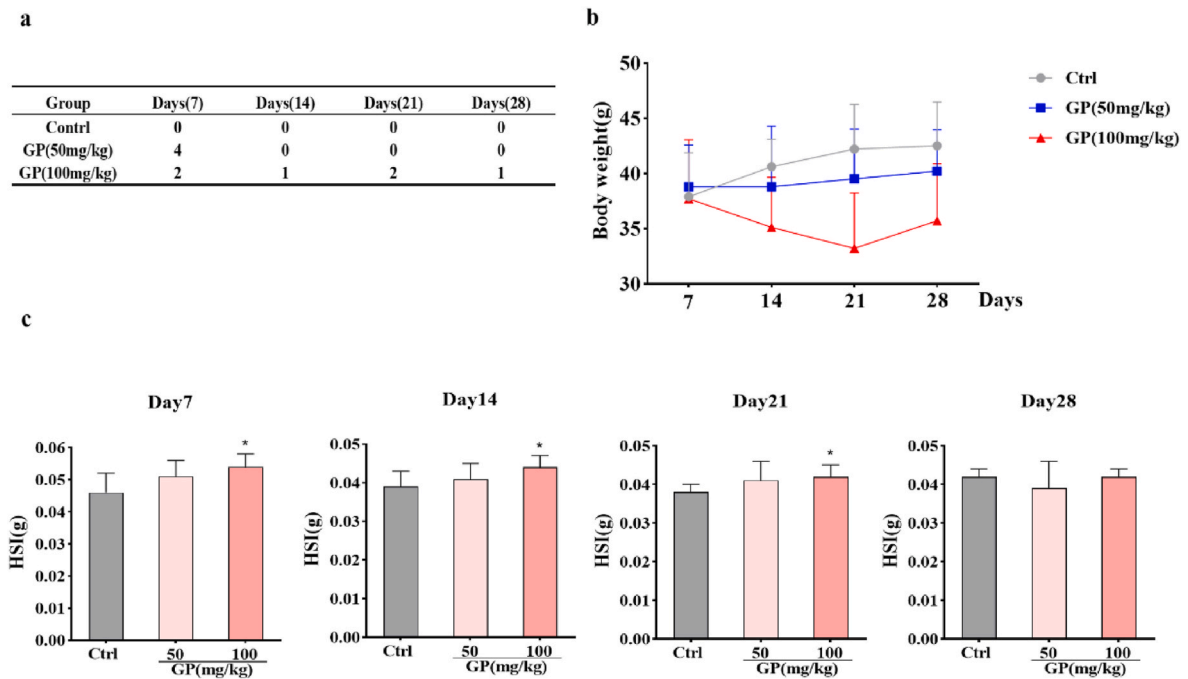 a
Group Days(7) Days(14) Days(21) Days(28)
Contrl 0 0 0 0
GP(50mg/kg) 4 0 0 0
GP(100mg/kg) 2 1 2 1
b
50
45
40
35
30
Body weight(g)
7 14 21 28 Days
Ctrl
GP(50mg/kg)
GP(100mg/kg)
c
Day7
HSI(g)
0.06
0.05
0.04
0.03
0.02
0.01
0.00
*
Ctrl 50 100
GP(mg/kg)
Day14
HSI(g)
0.05
0.04
0.03
0.02
0.01
0.00
*
Ctrl 50 100
GP(mg/kg)
Day21
HSI(g)
0.05
0.04
0.03
0.02
0.01
0.00
*
Ctrl 50 100
GP(mg/kg)
Day28
HSI(g)
0.05
0.04
0.03
0.02
0.01
0.00
Ctrl 50 100
GP(mg/kg)